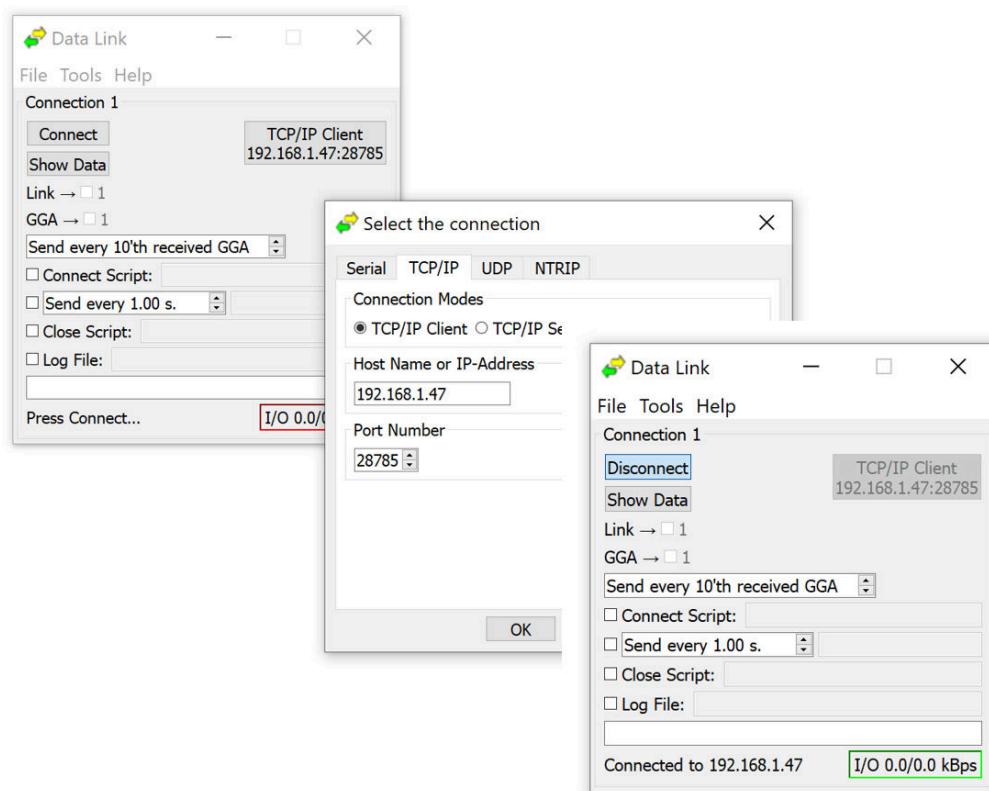 Data Link
File Tools Help
Connection 1
Connect
TCP/IP Client
192.168.1.47:28785
Show Data
Link → 1
GGA → 1
Send every 10'th received GGA
Connect Script:
Send every 1.00 s.
Close Script:
Log File:
Press Connect...
I/O 0.0/
Select the connection
Serial TCP/IP UDP NTRIP
Connection Modes
TCP/IP Client TCP/IP Se
Host Name or IP-Address
192.168.1.47
Port Number
28785
OK
Data Link
File Tools Help
Connection 1
Disconnect
TCP/IP Client
192.168.1.47:28785
Show Data
Link → 1
GGA → 1
Send every 10'th received GGA
Connect Script:
Send every 1.00 s.
Close Script:
Log File:
Connected to 192.168.1.47
I/O 0.0/0.0 kBps